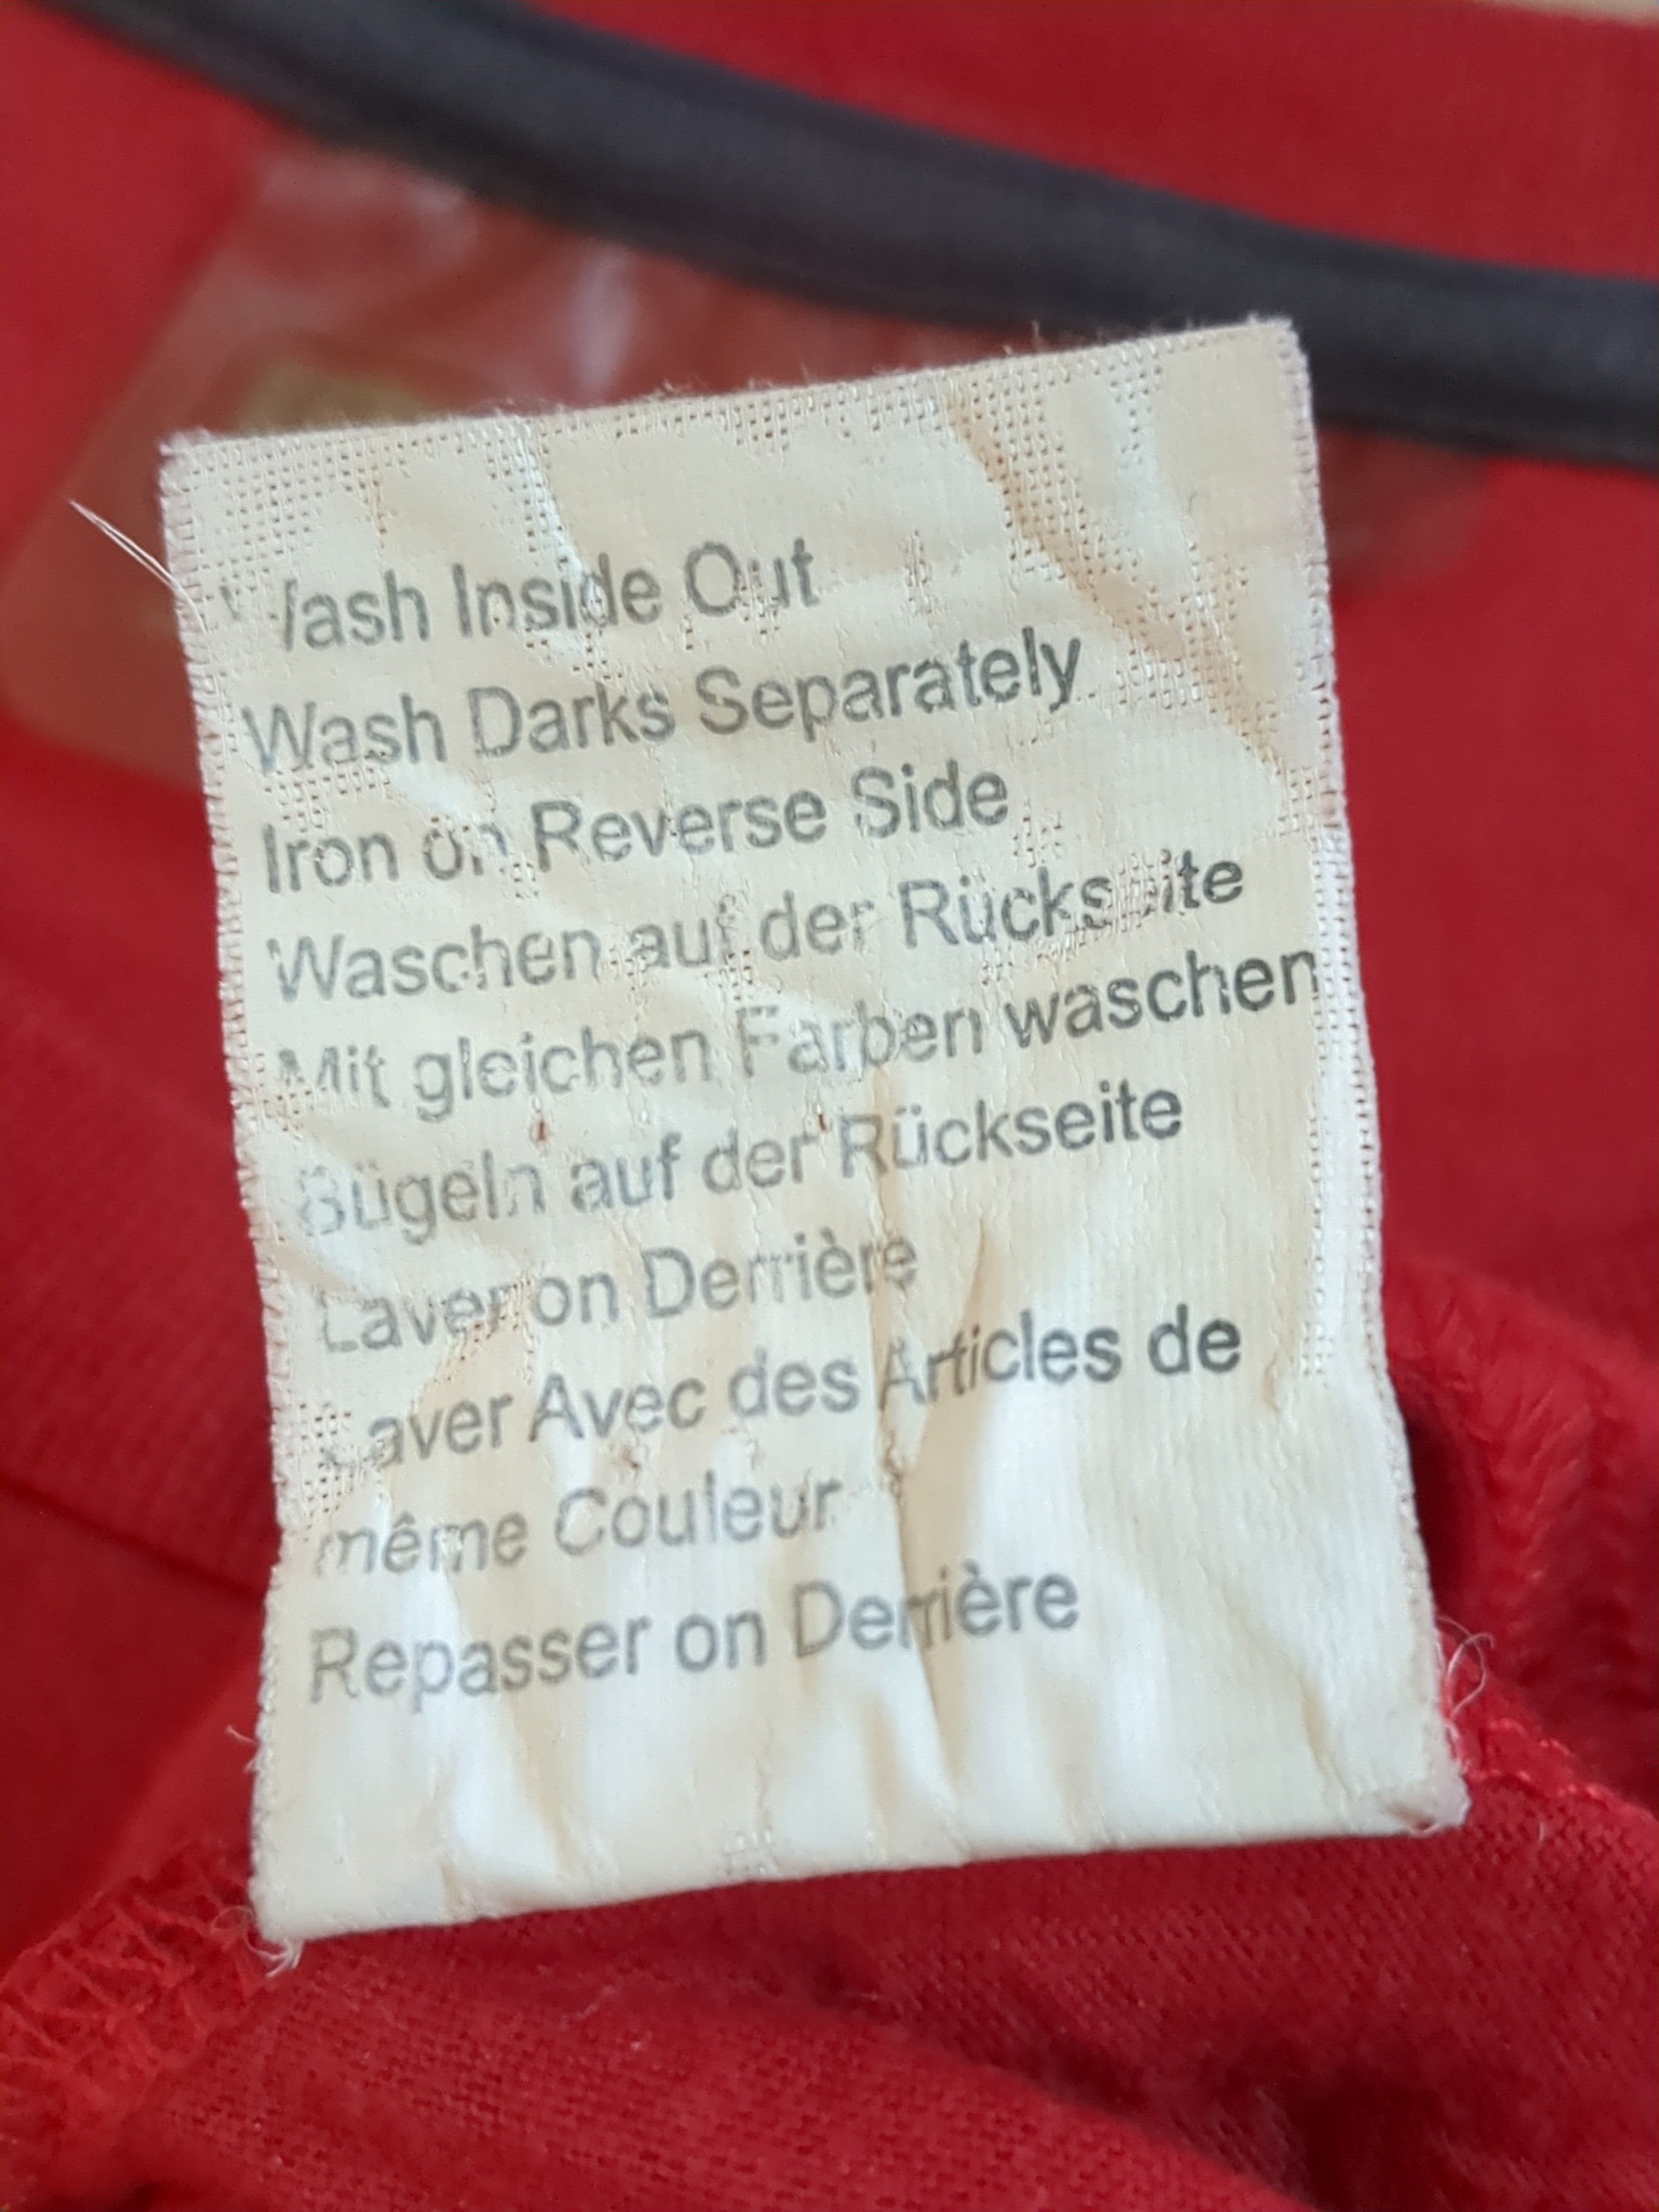 Wash Inside Out
Wash Darks Separately
Iron on Reverse Side
Waschen auf der Rückseite
Mit gleichen Farben waschen
Bügeln auf der Rückseite
Laver on Derrière
Laver Avec des Articles de
même Couleur
Repasser on Derrière